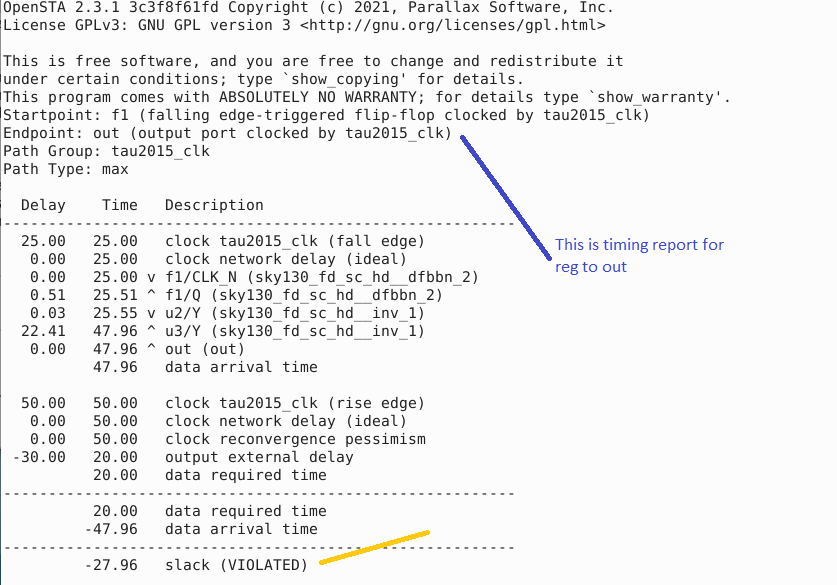 OpenSTA 2.3.1 3c3f8f61fd Copyright (c) 2021, Parallax Software, Inc.
License GPLv3: GNU GPL version 3 <http://gnu.org/licenses/gpl.html>
This is free software, and you are free to change and redistribute it
under certain conditions; type `show_copying' for details.
This program comes with ABSOLUTELY NO WARRANTY; for details type `show_warranty'.
Startpoint: f1 (falling edge-triggered flip-flop clocked by tau2015_clk)
Endpoint: out (output port clocked by tau2015_clk)
Path Group: tau2015_clk
Path Type: max
Delay    Time   Description
---------------------------------------------------------
25.00   25.00   clock tau2015_clk (fall edge)
0.00   25.00   clock network delay (ideal)
0.00   25.00 v f1/CLK_N (sky130_fd_sc_hd__dfbbn_2)
0.51   25.51 ^ f1/Q (sky130_fd_sc_hd__dfbbn_2)
0.03   25.55 v u2/Y (sky130_fd_sc_hd__inv_1)
22.41   47.96 ^ u3/Y (sky130_fd_sc_hd__inv_1)
0.00   47.96 ^ out (out)
47.96   data arrival time
50.00   50.00   clock tau2015_clk (rise edge)
0.00   50.00   clock network delay (ideal)
0.00   50.00   clock reconvergence pessimism
-30.00   20.00   output external delay
20.00   data required time
---------------------------------------------------------
20.00   data required time
-47.96   data arrival time
---------------------------------------------------------
-27.96   slack (VIOLATED)
This is timing report for
reg to out